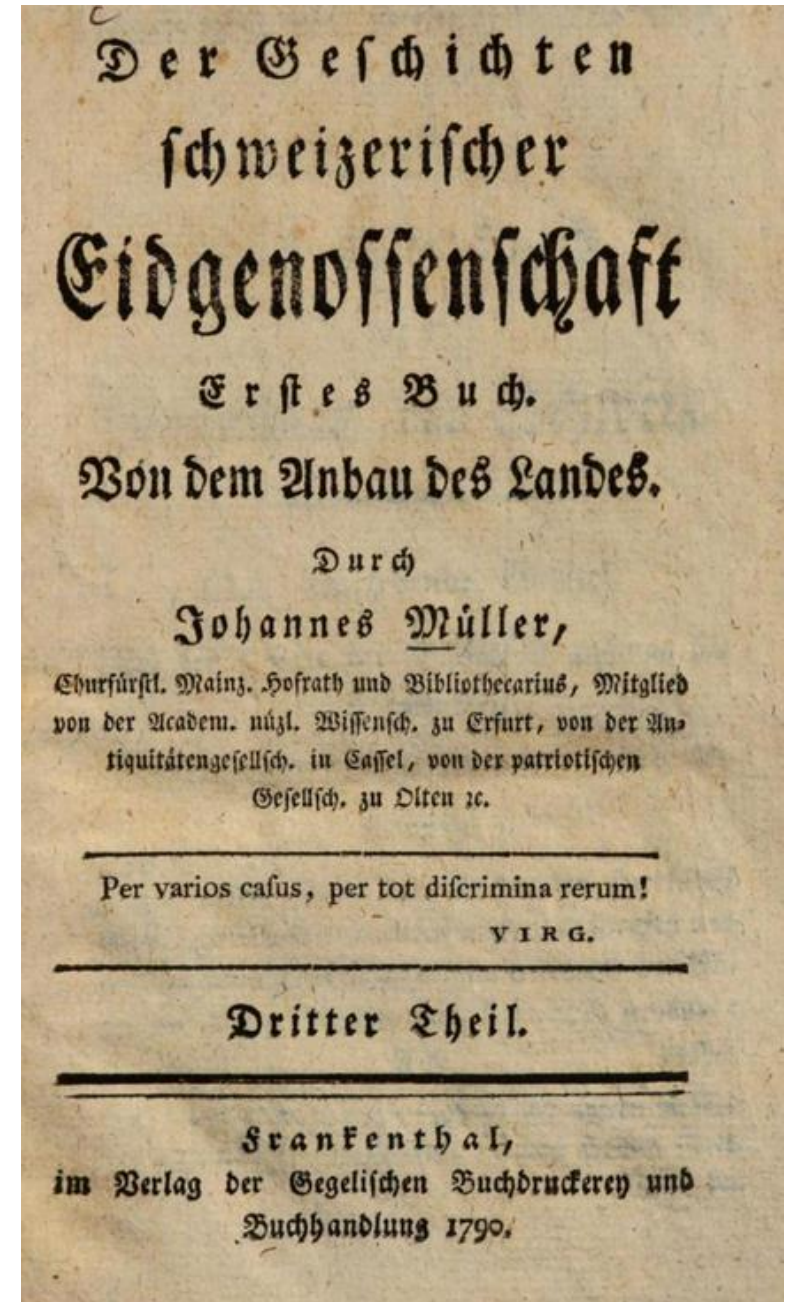 Der Geſchichten
ſchweizeriſcher
Eidgenoſſenſchaft
Erſtes Buch.
Von dem Anbau des Landes.
Durch
Johannes Müller,
Churfürſtl. Mainz. Hofrath und Bibliothecarius, Mitglied
von der Academ. nüzl. Wiſſenſch. zu Erfurt, von der An⸗
tiquitätengeſellſch. in Caſſel, von der patriotiſchen
Geſellſch. zu Olten ꝛc.
Per varios caſus, per tot diſcrimina rerum!
VIRG.
Dritter Theil.
Frankenthal,
im Verlag der Gegeliſchen Buchdruckerey und
Buchhandlung 1790.